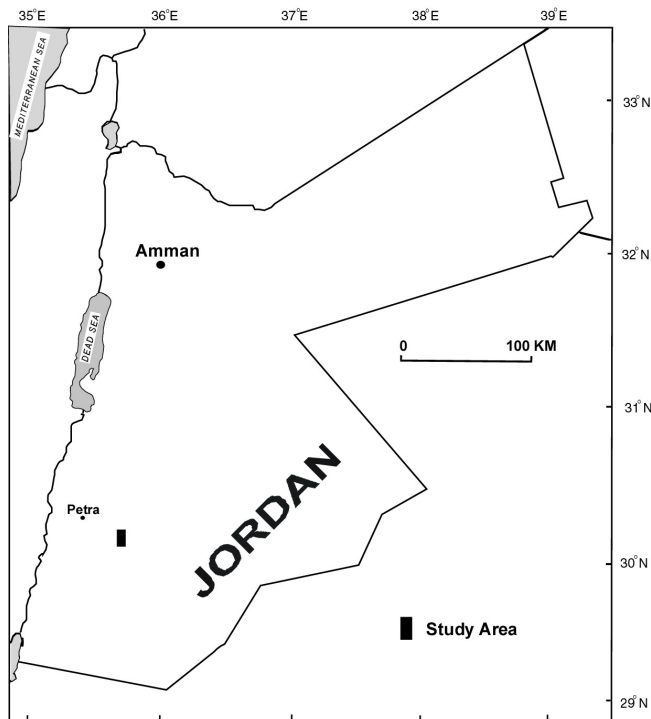 35°E 36°E 37°E 38°E 39°E
MEDITERRANEAN SEA
33°N
Amman
32°N
DEAD SEA
0 100 KM
31°N
JORDAN
Petra
30°N
Study Area
29°N